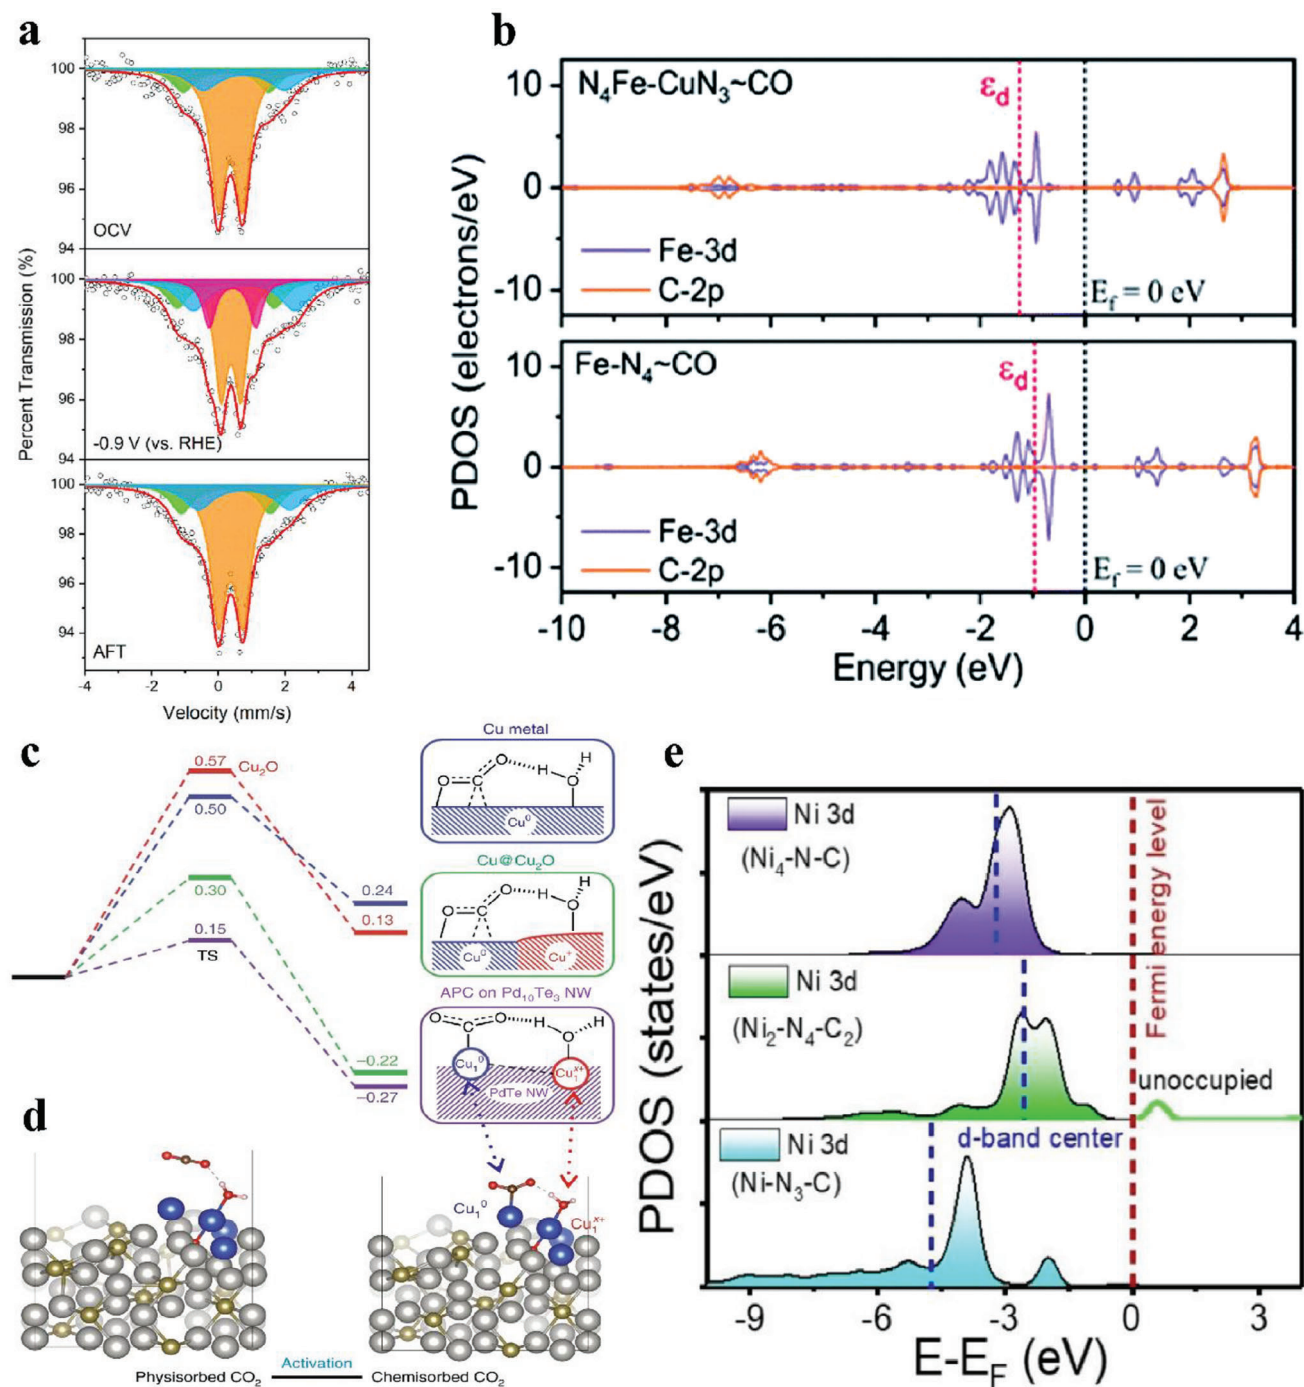 a
100
98
96
OCV
94
100
98
96
-0.9 V (vs. RHE)
94
100
98
96
94
AFT
-4
-2
0
2
4
Percent Transmission (%)
Velocity (mm/s)
b
N₄Fe-CuN₃~CO
εd
10
0
-10
Fe-3d
C-2p
Ef = 0 eV
Fe-N₄~CO
εd
10
0
-10
Fe-3d
C-2p
Ef = 0 eV
-10
-8
-6
-4
-2
0
2
4
PDOS (electrons/eV)
Energy (eV)
c
0.57
Cu₂O
0.50
0.30
0.15
TS
0.24
0.13
−0.22
−0.27
Cu metal
O
C
O
H
O
H
Cu⁰
Cu@Cu₂O
O
C
O
H
O
H
Cu⁰
Cu⁺
APC on Pd₁₀Te₃ NW
O
C
O
H
O
H
Cu₁⁰
Cu₁ˣ⁺
PdTe NW
d
Cu₁⁰
Cu₁ˣ⁺
Activation
Physisorbed CO₂
Chemisorbed CO₂
e
Ni 3d
(Ni₄-N-C)
Fermi energy level
Ni 3d
(Ni₂-N₄-C₂)
unoccupied
d-band center
Ni 3d
(Ni-N₃-C)
-9
-6
-3
0
3
PDOS (states/eV)
E-EF (eV)